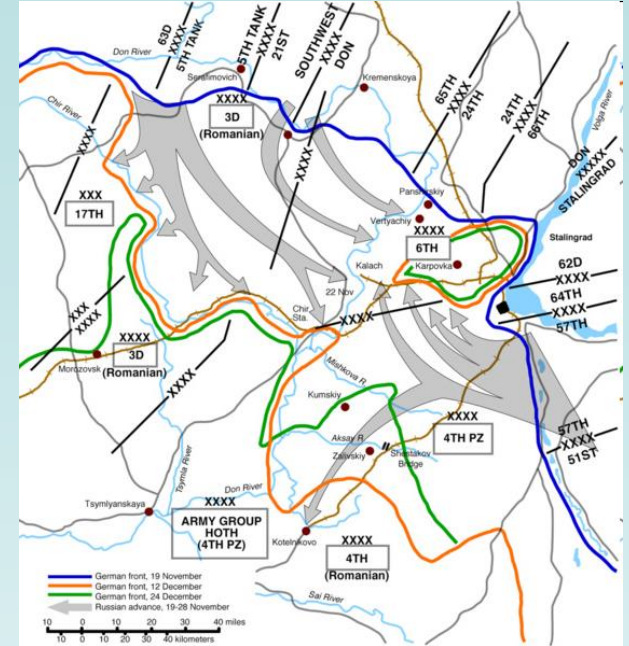 63D
XXXX
5TH TANK
5TH TANK
XXXX
21ST
SOUTHWEST
XXXX
DON
Don River
Serafimovich
Kremenskoya
65TH
XXXX
24TH
24TH
XXXX
66TH
Volga River
Chir River
XXXX
XXXX
3D
(Romanian)
XXXX
DON
XXXXX
STALINGRAD
XXX
17TH
Panshirskiy
Vertyachiy
XXXX
6TH
Stalingrad
Kalach
Karpovka
62D
XXXX
64TH
XXXX
57TH
22 Nov
Chir
Sta.
XXXX
XXX
XXXX
XXXX
3D
(Romanian)
Morozovsk
XXXX
Mishkova R.
Kumskiy
XXXX
4TH PZ
57TH
XXXX
51ST
Aksay R.
Zalivskiy
Shestakov
Bridge
Tsymla River
Don River
Tsymlyanskaya
XXXX
ARMY GROUP
HOTH
(4TH PZ)
Kotelnikovo
XXXX
4TH
(Romanian)
Sal River
German front, 19 November
German front, 12 December
German front, 24 December
Russian advance, 19-28 November
10 0 10 20 30 40 miles
10 0 10 20 30 40 kilometers